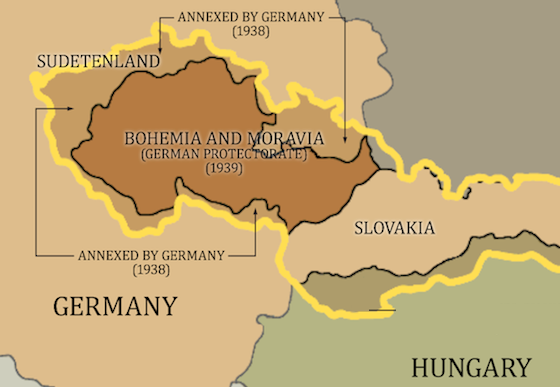 ANNEXED BY GERMANY
(1938)
SUDETENLAND
BOHEMIA AND MORAVIA
(GERMAN PROTECTORATE)
(1939)
SLOVAKIA
ANNEXED BY GERMANY
(1938)
GERMANY
HUNGARY